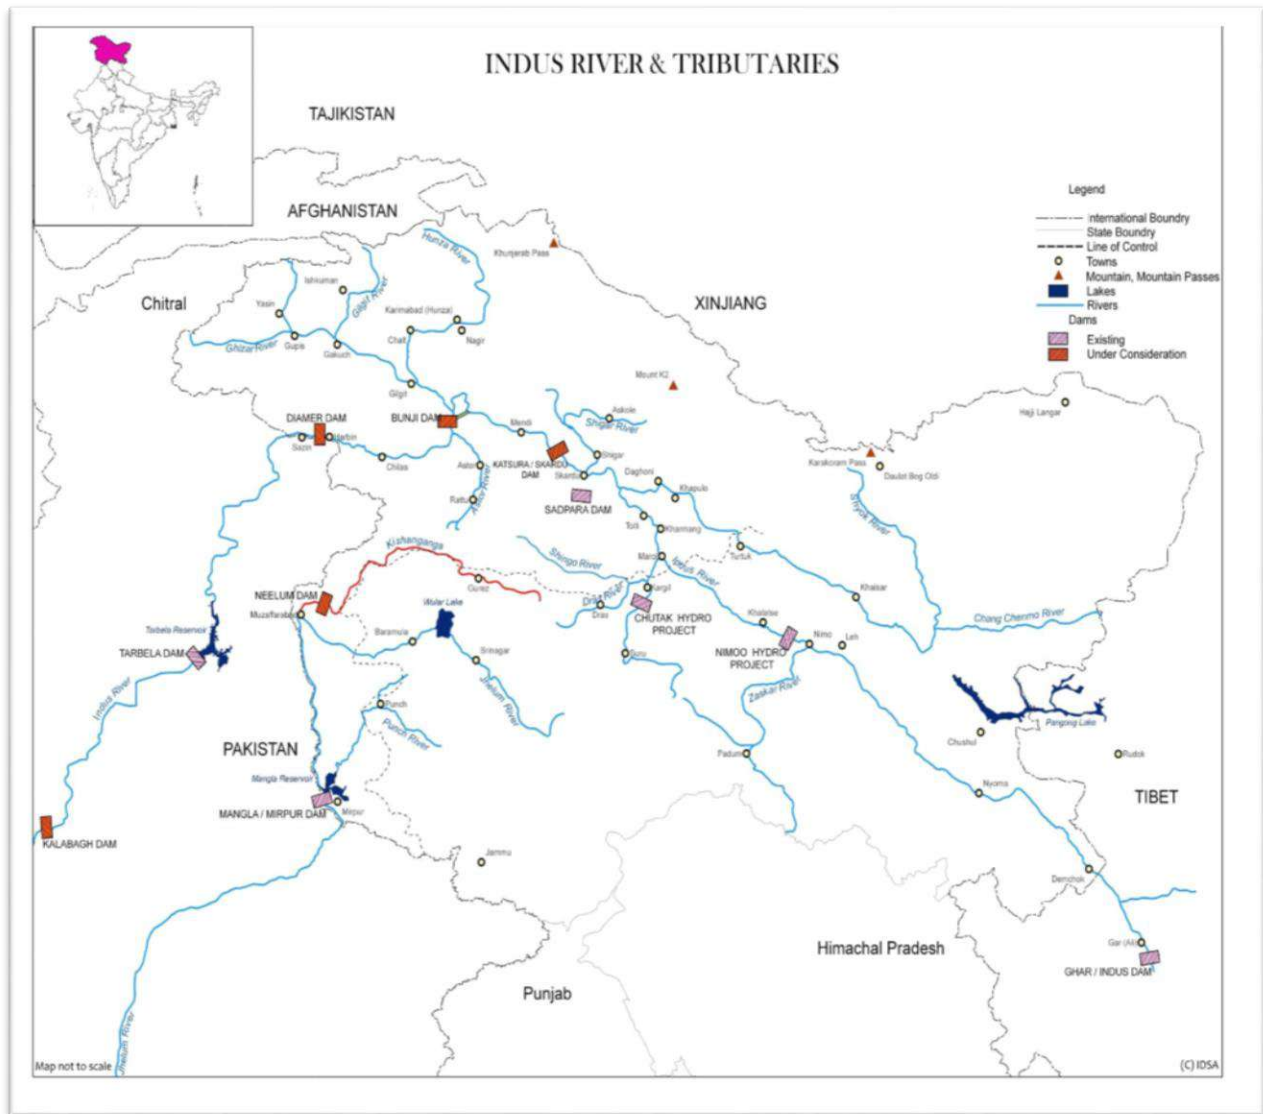 INDUS RIVER & TRIBUTARIES
TAJIKISTAN
AFGHANISTAN
Chitral
XINJIANG
Legend
International Boundry
State Boundry
Line of Control
Towns
Mountain, Mountain Passes
Lakes
Rivers
Dams
Existing
Under Consideration
Hunza River
Khunjerab Pass
Ishkuman
Gilgit River
Yasin
Karimabad (Hunza)
Ghizar River
Gupis
Gakuch
Chalt
Nagir
Mount K2
Gilgit
Hajji Langar
DIAMER DAM
BUNJI DAM
Askole
Shigar River
Mendi
Sazin
Harbin
Chilas
KATSURA / SKARDU
DAM
Shigar
Skardu
Karakoram Pass
Daulat Bog Oldi
Daghoni
Khapulo
Rattu
Astor River
SADPARA DAM
Shyok River
Tolti
Kharmang
Kishanganga
Shingo River
Marol
Indus River
Turtuk
NEELUM DAM
Gurez
Kargil
Dras River
Dras
Khalsar
Muzaffarabad
Wular Lake
CHUTAK HYDRO
PROJECT
Khalatse
Chang Chenmo River
Tarbela Reservoir
TARBELA DAM
Baramula
Srinagar
Suru
NIMOO HYDRO
PROJECT
Nimo
Leh
Indus River
Jhelum River
Zaskar River
Punch
Punch River
Pangong Lake
Chushul
Rudok
PAKISTAN
Padum
Mangla Reservoir
MANGLA / MIRPUR DAM
Mirpur
Nyoma
TIBET
KALABAGH DAM
Jammu
Demchok
Himachal Pradesh
Gar (Ali)
GHAR / INDUS DAM
Punjab
Jhelum River
Map not to scale
(C) IDSA